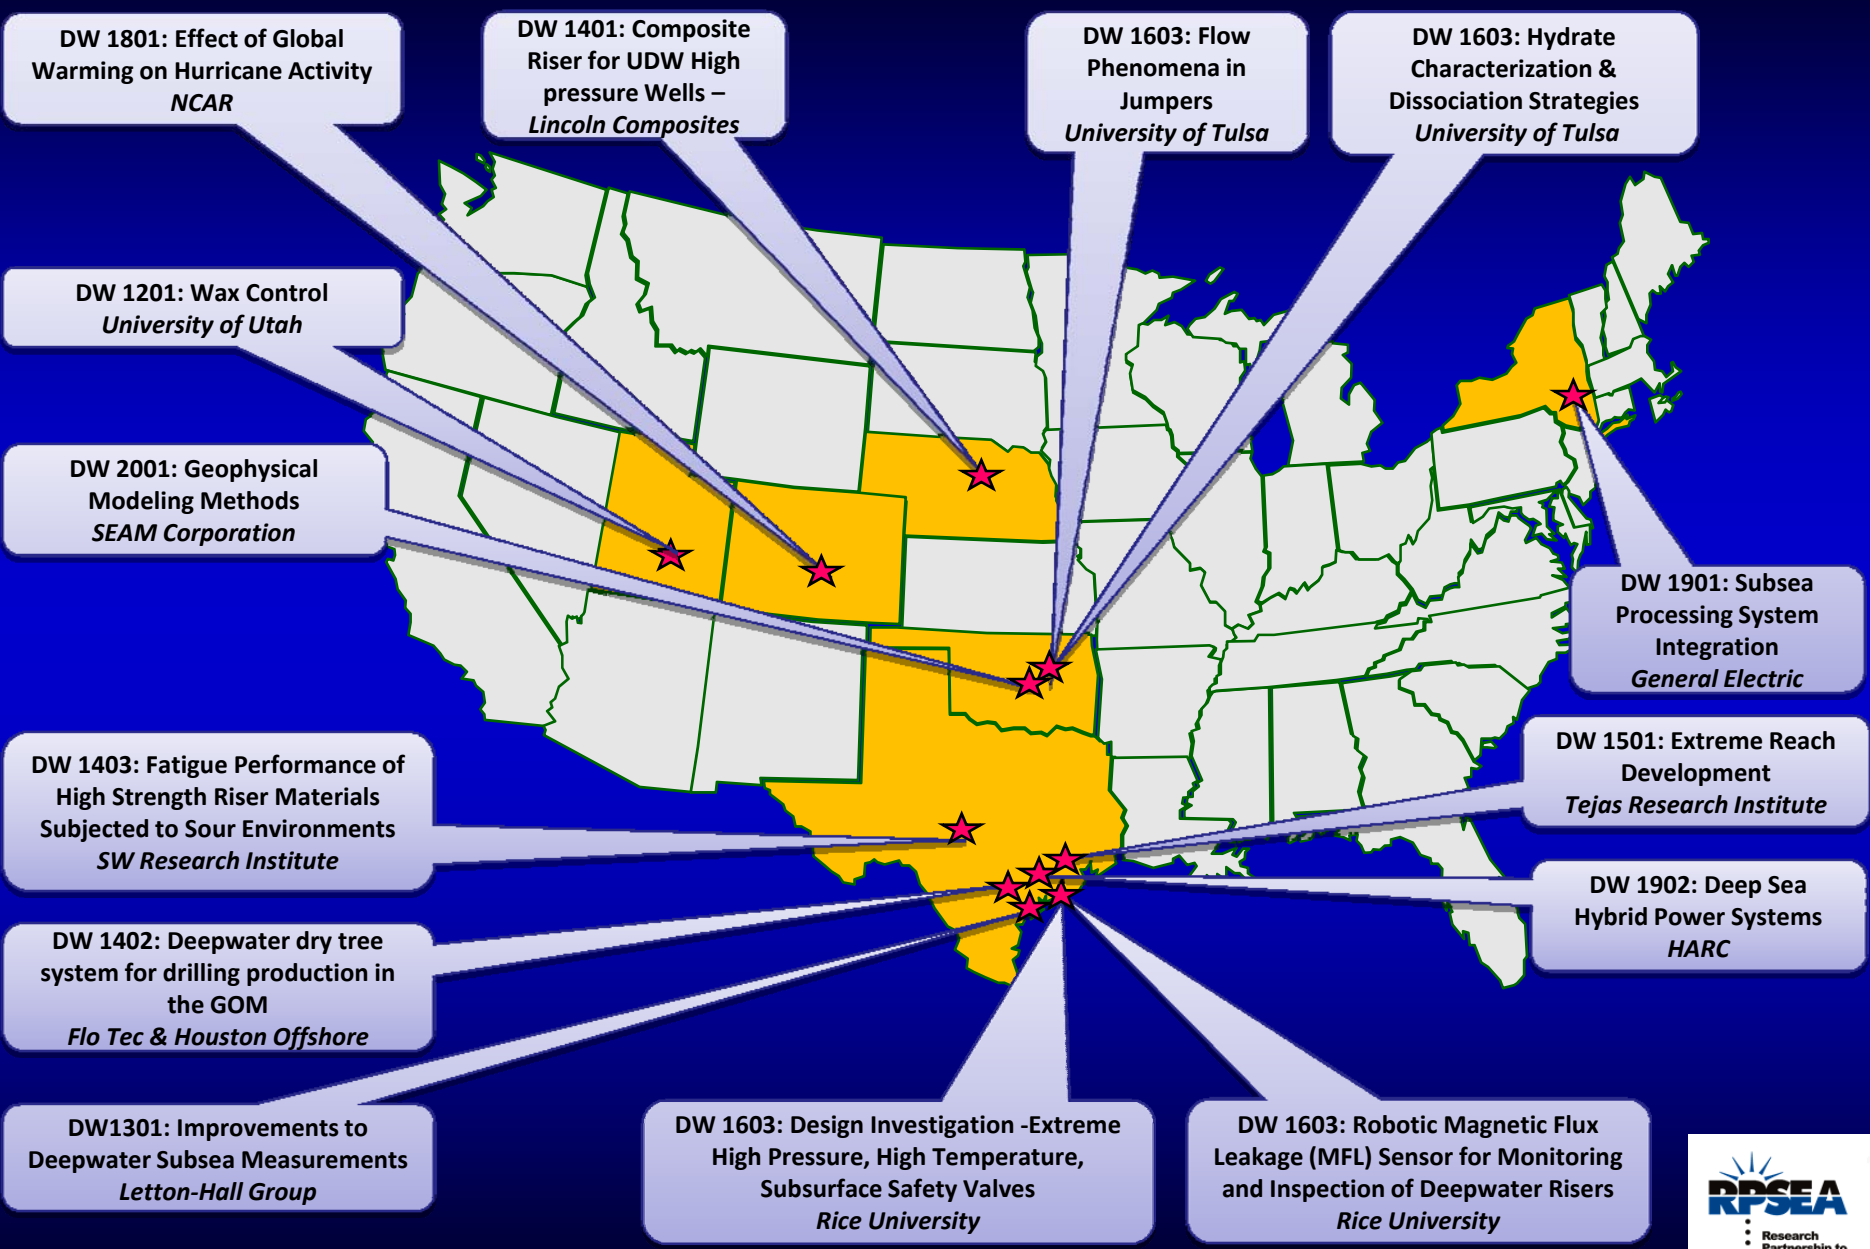 DW 1801: Effect of Global
Warming on Hurricane Activity
NCAR
DW 1401: Composite
Riser for UDW High
pressure Wells –
Lincoln Composites
DW 1603: Flow
Phenomena in
Jumpers
University of Tulsa
DW 1603: Hydrate
Characterization &
Dissociation Strategies
University of Tulsa
DW 1201: Wax Control
University of Utah
DW 2001: Geophysical
Modeling Methods
SEAM Corporation
DW 1901: Subsea
Processing System
Integration
General Electric
DW 1403: Fatigue Performance of
High Strength Riser Materials
Subjected to Sour Environments
SW Research Institute
DW 1501: Extreme Reach
Development
Tejas Research Institute
DW 1902: Deep Sea
Hybrid Power Systems
HARC
DW 1402: Deepwater dry tree
system for drilling production in
the GOM
Flo Tec & Houston Offshore
DW1301: Improvements to
Deepwater Subsea Measurements
Letton-Hall Group
DW 1603: Design Investigation -Extreme
High Pressure, High Temperature,
Subsurface Safety Valves
Rice University
DW 1603: Robotic Magnetic Flux
Leakage (MFL) Sensor for Monitoring
and Inspection of Deepwater Risers
Rice University
RPSEA
Research
Partnership to